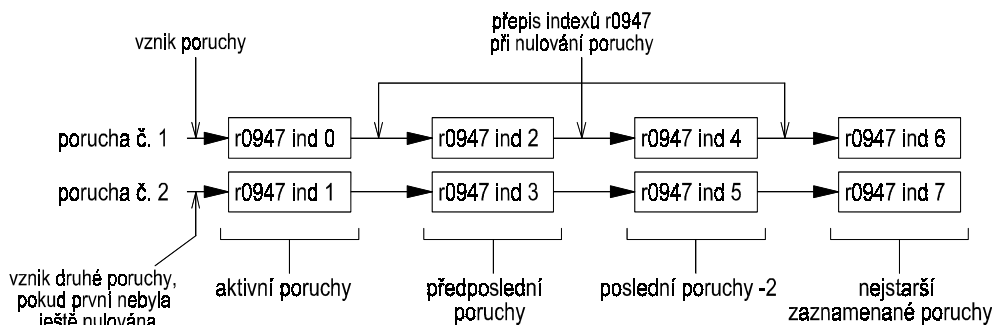 přepis indexů r0947
při nulování poruchy
vznik poruchy
porucha č. 1
r0947 ind 0
r0947 ind 2
r0947 ind 4
r0947 ind 6
porucha č. 2
r0947 ind 1
r0947 ind 3
r0947 ind 5
r0947 ind 7
vznik druhé poruchy,
pokud první nebyla
ještě nulována
aktivní poruchy
předposlední
poruchy
poslední poruchy -2
nejstarší
zaznamenané poruchy